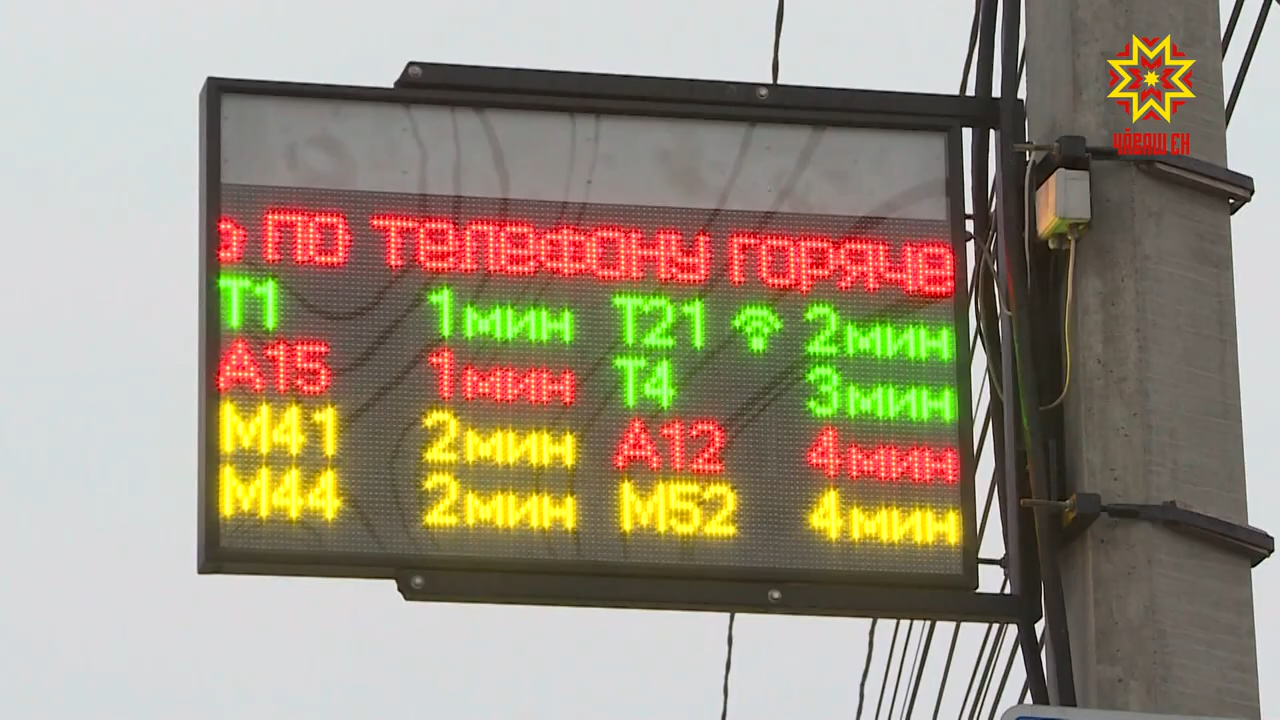 по телефону горяче
Т1 1мин Т21 2мин
А15 1мин Т4 3мин
М41 2мин А12 4мин
М44 2мин М52 4мин
ЧӐВАШ ЕН